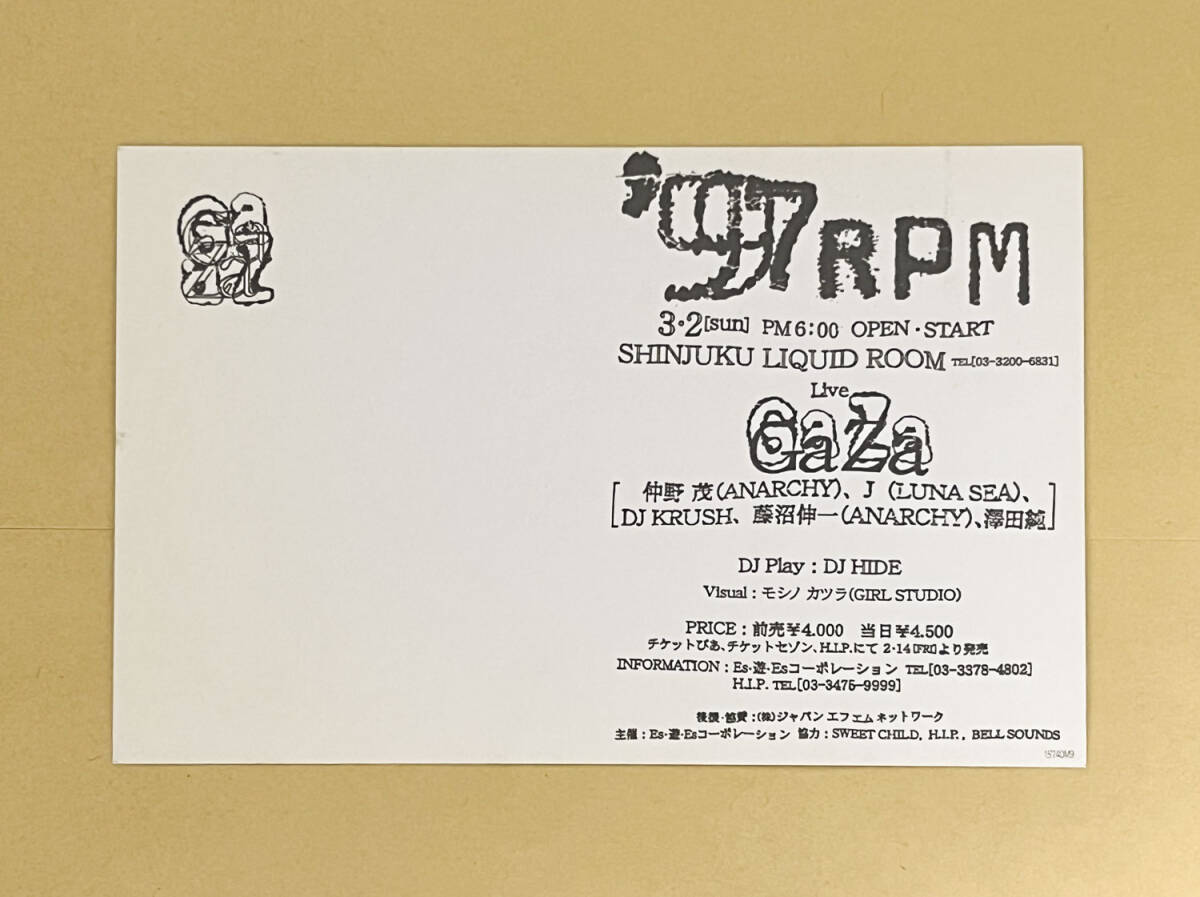 Ga
Za
'97 RPM
3・2[sun] PM 6:00 OPEN・START
SHINJUKU LIQUID ROOM TEL[03-3200-6831]
Live
GaZa
[仲野 茂(ANARCHY)、J (LUNA SEA)、
DJ KRUSH、藤沼伸一(ANARCHY)、澤田純]
DJ Play : DJ HIDE
Visual : モシノ カツラ(GIRL STUDIO)
PRICE : 前売¥4.000 当日¥4.500
チケットぴあ、チケットセゾン、H.I.P.にて 2・14[FRI]より発売
INFORMATION : Es・遊・Esコーポレーション TEL[03-3378-4802]
H.I.P. TEL[03-3475-9999]
後援・協賛 : (株)ジャパンエフエムネットワーク
主催 : Es・遊・Esコーポレーション 協力 : SWEET CHILD, H.I.P., BELL SOUNDS